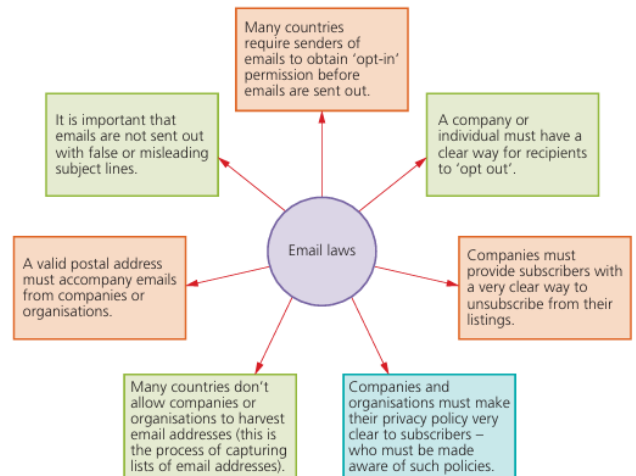 Many countries
require senders of
emails to obtain ‘opt-in’
permission before
emails are sent out.
It is important that
emails are not sent out
with false or misleading
subject lines.
A company or
individual must have a
clear way for recipients
to ‘opt out’.
Email laws
A valid postal address
must accompany emails
from companies or
organisations.
Companies must
provide subscribers with
a very clear way to
unsubscribe from their
listings.
Many countries don’t
allow companies or
organisations to harvest
email addresses (this is
the process of capturing
lists of email addresses).
Companies and
organisations must make
their privacy policy very
clear to subscribers –
who must be made
aware of such policies.